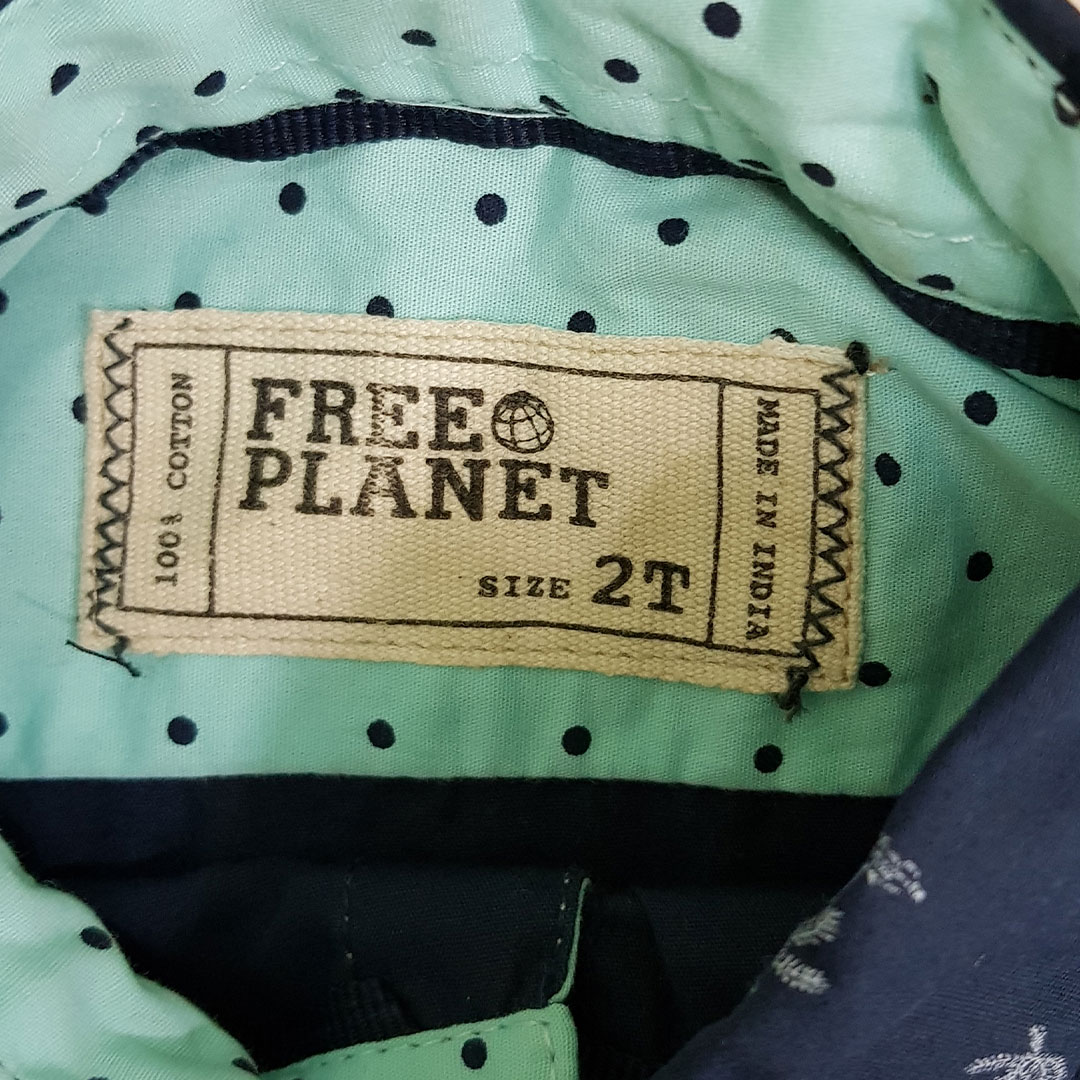 100% COTTON
FREE
PLANET
SIZE 2T
MADE IN INDIA